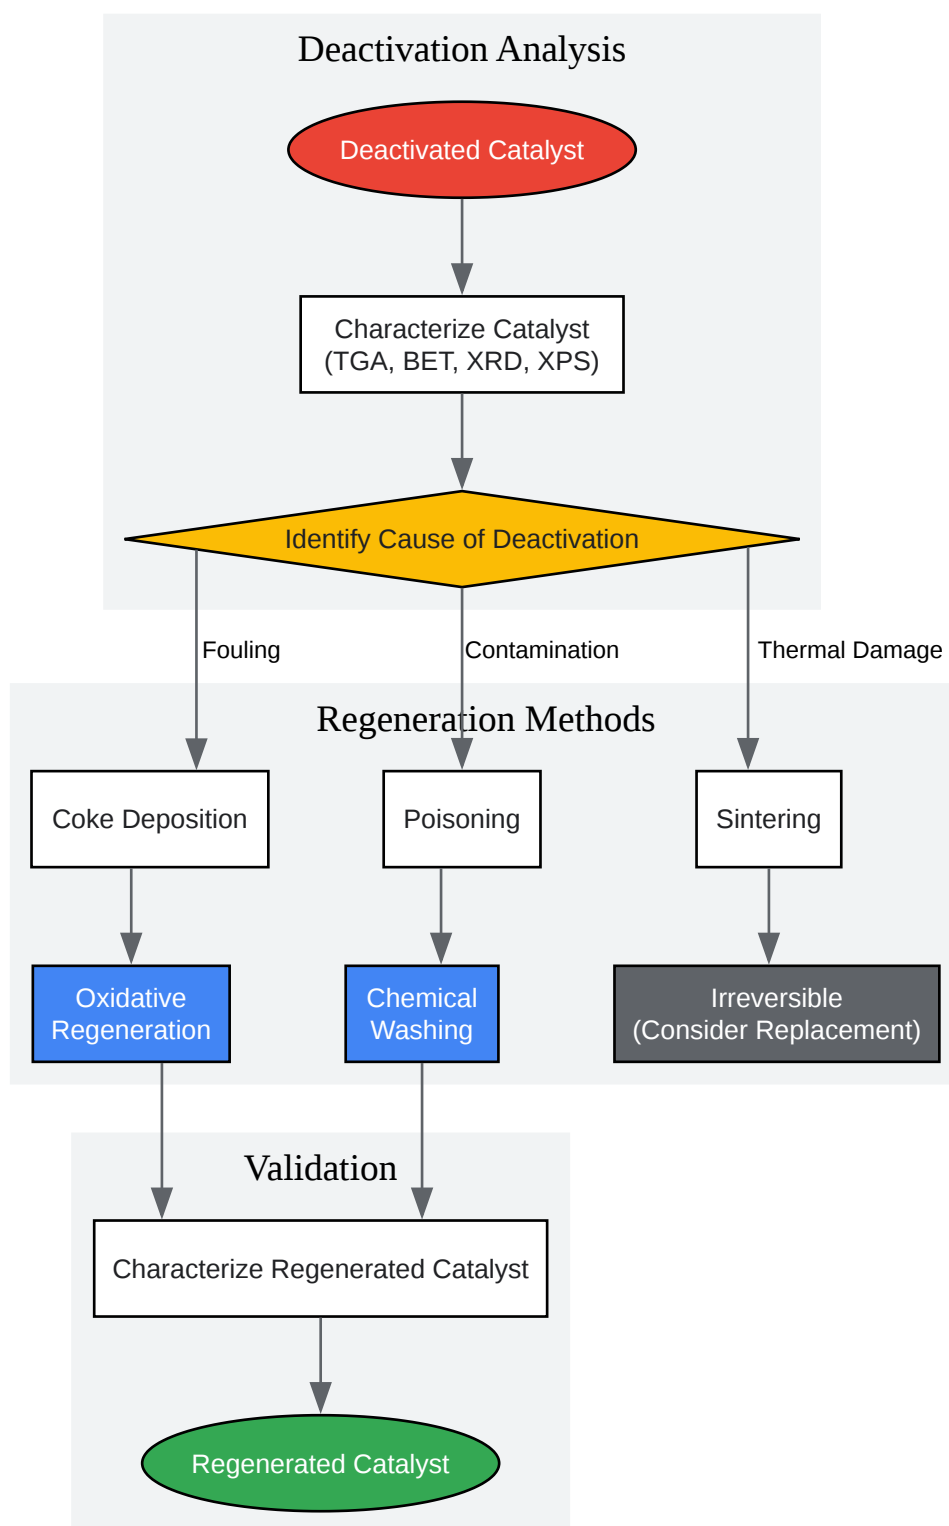 Deactivation Analysis
Deactivated Catalyst
Characterize Catalyst
(TGA, BET, XRD, XPS)
Identify Cause of Deactivation
Fouling
Contamination
Thermal Damage
Regeneration Methods
Coke Deposition
Poisoning
Sintering
Oxidative
Regeneration
Chemical
Washing
Irreversible
(Consider Replacement)
Validation
Characterize Regenerated Catalyst
Regenerated Catalyst